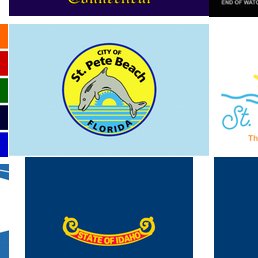 Connecticut
END OF WATC
CITY OF
St. Pete Beach
FLORIDA
St.
Th
STATE OF IDAHO